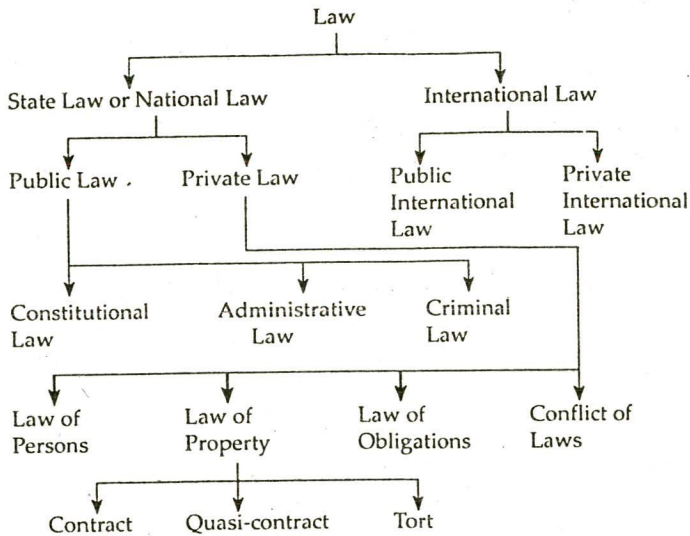 Law
State Law or National Law
International Law
Public Law
Private Law
Public
International
Law
Private
International
Law
Constitutional
Law
Administrative
Law
Criminal
Law
Law of
Persons
Law of
Property
Law of
Obligations
Conflict of
Laws
Contract
Quasi-contract
Tort